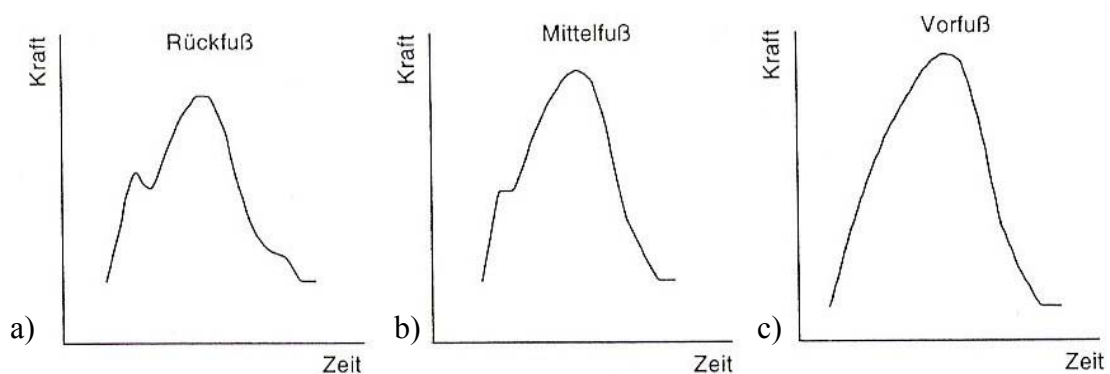 Rückfuß
Kraft
a)
Zeit
Mittelfuß
Kraft
b)
Zeit
Vorfuß
Kraft
c)
Zeit